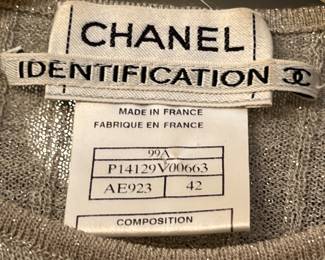 CHANEL
IDENTIFICATION
MADE IN FRANCE
FABRIQUE EN FRANCE
99A
P14129V00663
AE923 42
COMPOSITION